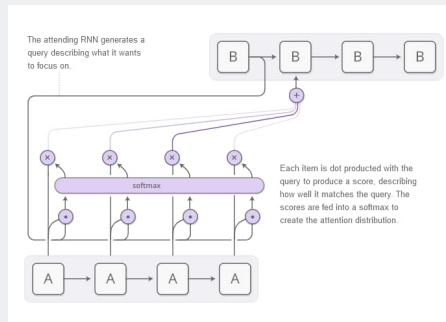 The attending RNN generates a
query describing what it wants
to focus on.
B B B B
+
× × × ×
softmax
Each item is dot producted with the
query to produce a score, describing
how well it matches the query. The
scores are fed into a softmax to
create the attention distribution.
A A A A